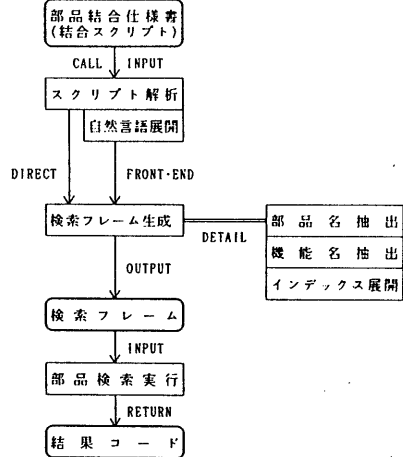 部品結合仕様書
(結合スクリプト)
CALL INPUT
スクリプト解析
自然言語展開
DIRECT
FRONT・END
検索フレーム生成
DETAIL
部品名抽出
機能名抽出
インデックス展開
OUTPUT
検索フレーム
INPUT
部品検索実行
RETURN
結果コード